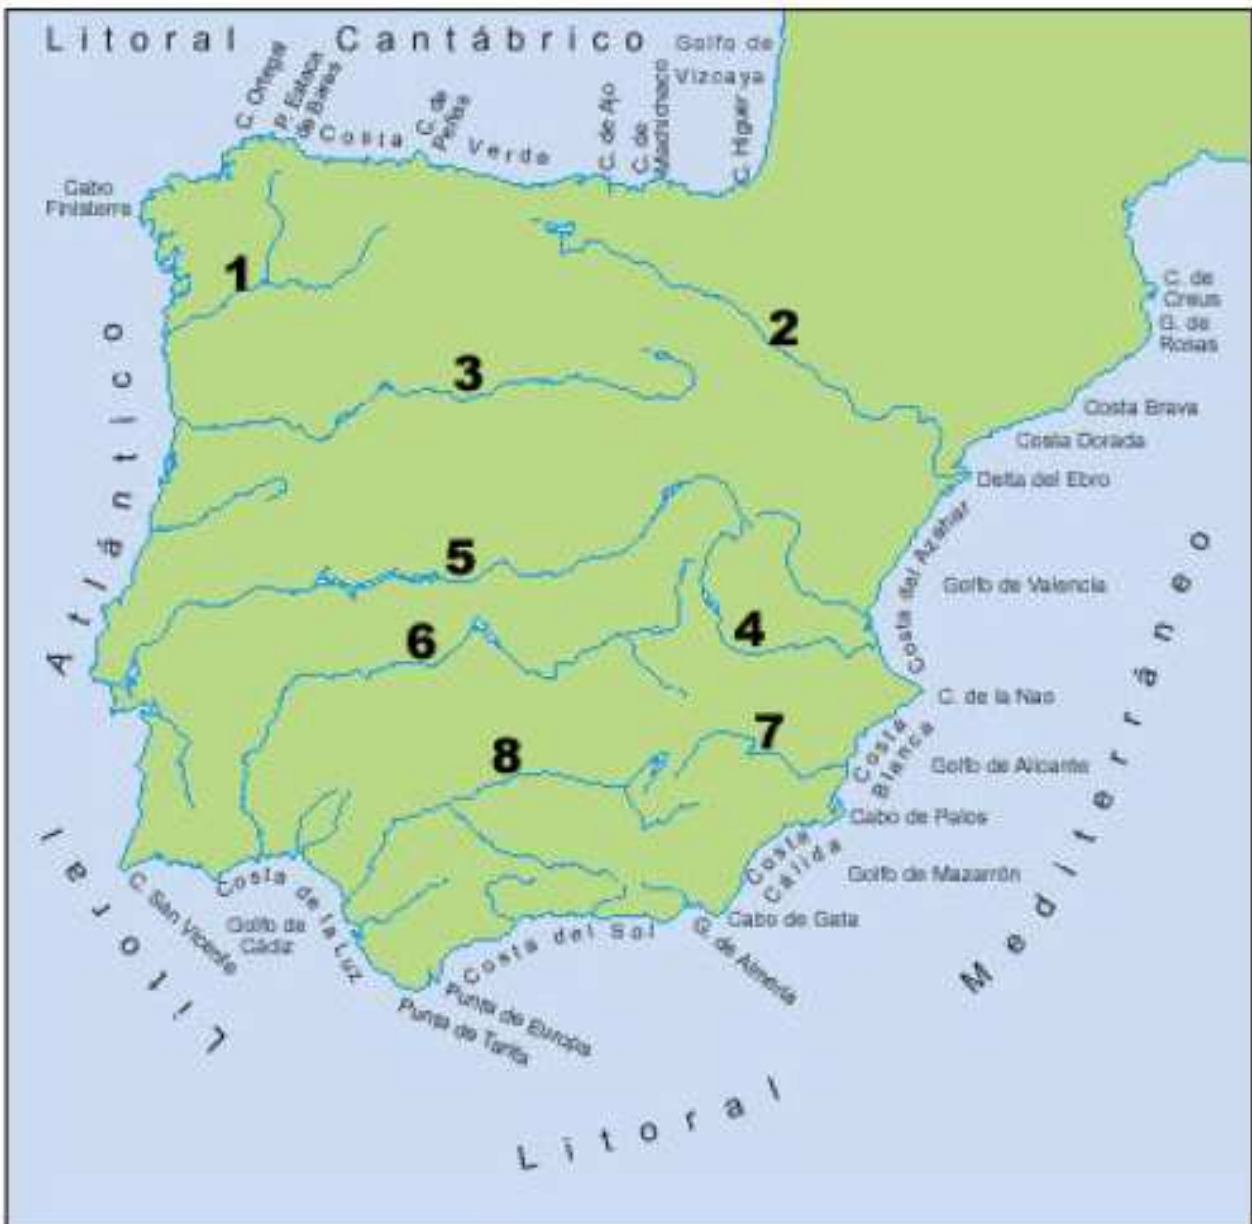 Litoral Cantábrico
Golfo de
Vizcaya
C. Ortegal
P. Estaca
de Bares
Costa Verde
C. de
Peñas
C. de Ajo
C. de
Machichaco
C. Higuer
Cabo
Finisterre
1
2
3
4
5
6
7
8
C. de
Creus
G. de
Rosas
Costa Brava
Costa Dorada
Delta del Ebro
Costa del Azahar
Golfo de Valencia
C. de la Nao
Costa
Blanca
Golfo de Alicante
Cabo de Palos
Costa
Cálida
Golfo de Mazarrón
Cabo de Gata
G. de Almería
Costa del Sol
Punta de Europa
Punta de Tarifa
Costa de la Luz
Golfo de
Cádiz
C. San Vicente
Litoral Atlántico
Litoral Mediterráneo